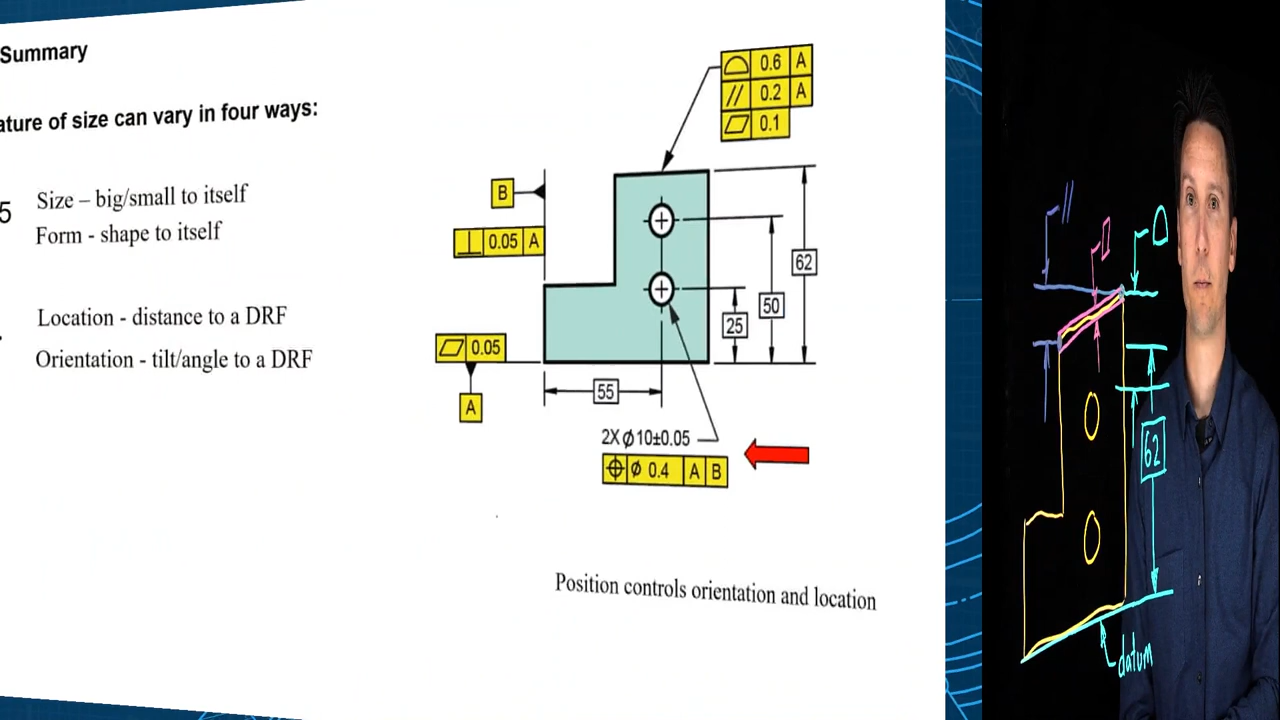 Summary
ature of size can vary in four ways:
5
Size – big/small to itself
Form - shape to itself
Location - distance to a DRF
Orientation - tilt/angle to a DRF
0.6 A
// 0.2 A
0.1
B
⊥ 0.05 A
0.05
A
62
50
25
55
2X ⌀10±0.05
⌖ ⌀ 0.4 A B
Position controls orientation and location
//
62
datum